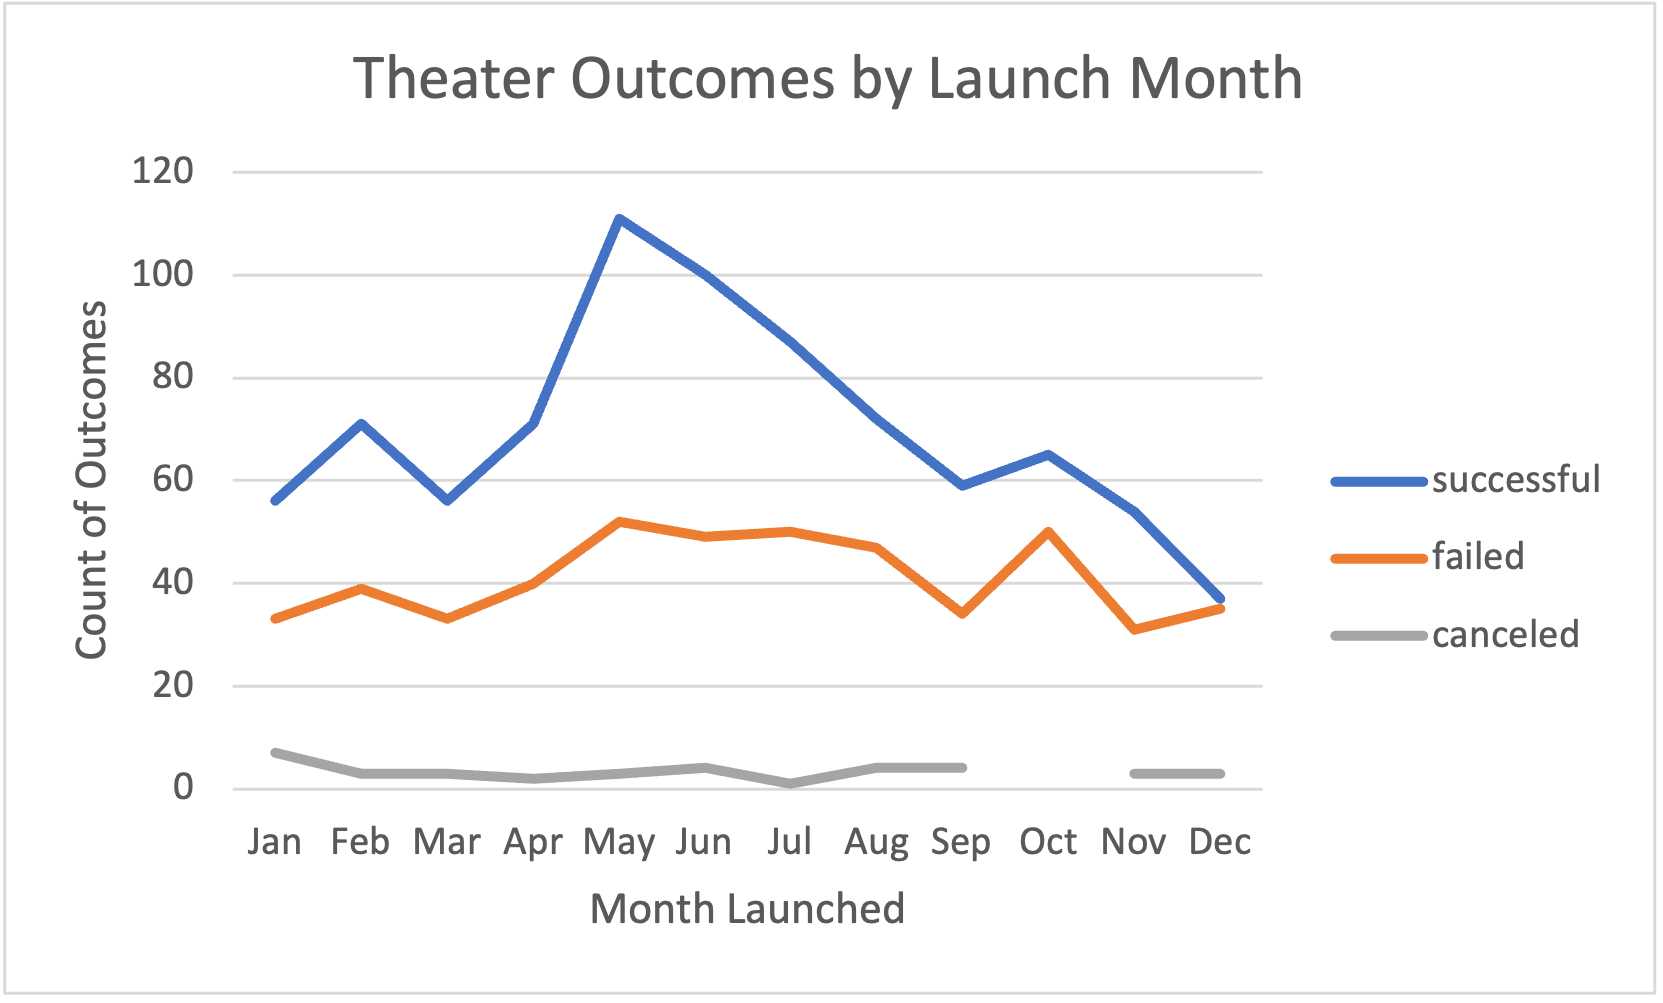 Theater Outcomes by Launch Month
Count of Outcomes
120
100
80
60
40
20
0
Jan Feb Mar Apr May Jun Jul Aug Sep Oct Nov Dec
Month Launched
successful
failed
canceled